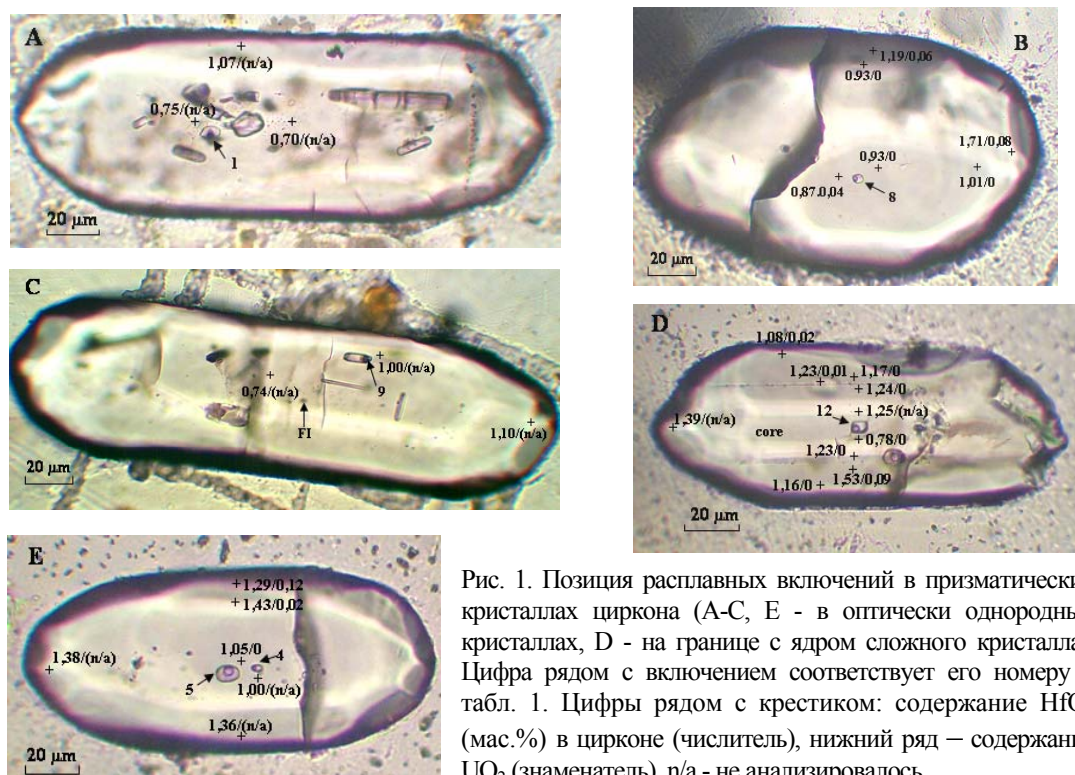 A
1,07/(n/a)
0,75/(n/a)
0,70/(n/a)
1
20 µm
B
1,19/0,06
0.93/0
1,71/0,08
0,93/0
0,87.0,04
8
1,01/0
20 µm
C
1,00/(n/a)
0,74/(n/a)
9
FI
1,10/(n/a)
20 µm
D
1,08/0,02
1,23/0,01
1,17/0
1,24/0
12
1,25/(n/a)
1,39/(n/a)
core
0,78/0
1,23/0
1,53/0,09
1,16/0
20 µm
E
1,29/0,12
1,43/0,02
1,38/(n/a)
1,05/0
4
5
1,00/(n/a)
1,36/(n/a)
20 µm
Рис. 1. Позиция расплавных включений в призматически
кристаллах циркона (A-C, E - в оптически однородны
кристаллах, D - на границе с ядром сложного кристалла
Цифра рядом с включением соответствует его номеру
табл. 1. Цифры рядом с крестиком: содержание HfO
(мас.%) в цирконе (числитель), нижний ряд – содержани
UO₂ (знаменатель), n/a - не анализировалось